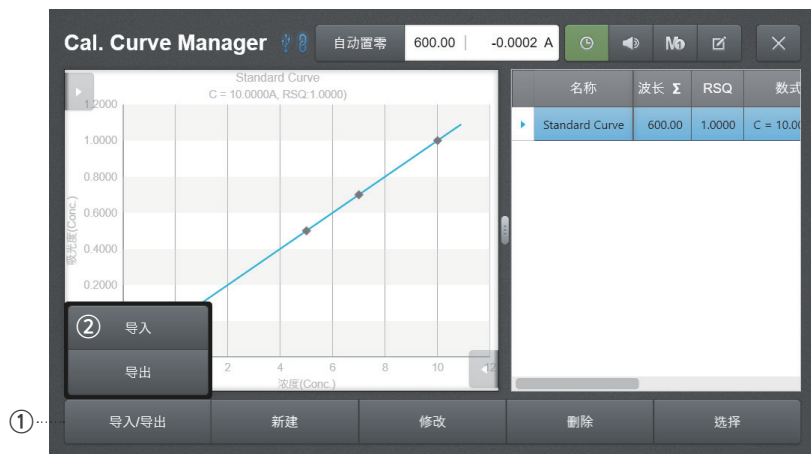 Cal. Curve Manager
自动置零
600.00
-0.0002 A
Standard Curve
C = 10.0000A, RSQ:1.0000)
1.2000
1.0000
0.8000
0.6000
0.4000
0.2000
吸光度(Conc.)
2 4 6 8 10 12
浓度(Conc.)
名称 波长 Σ RSQ 数式
Standard Curve 600.00 1.0000 C = 10.00
② 导入
导出
① 导入/导出 新建 修改 删除 选择